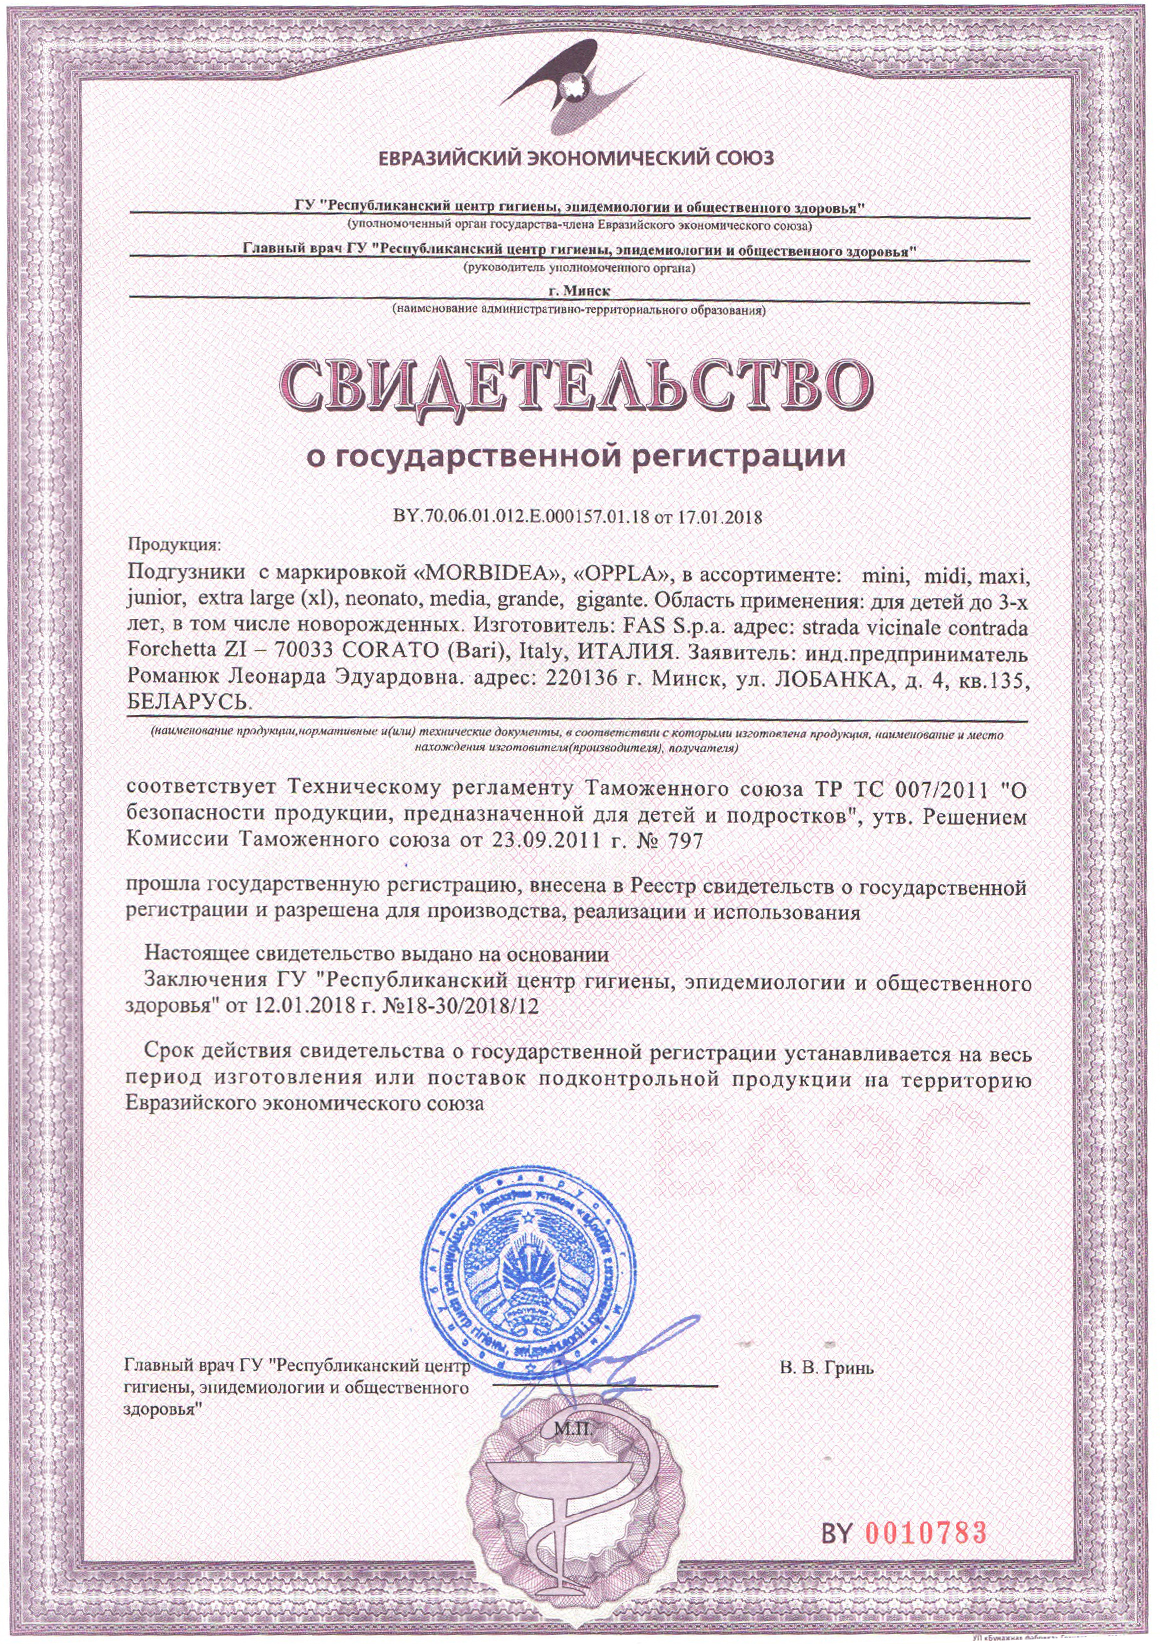 ЕВРАЗИЙСКИЙ ЭКОНОМИЧЕСКИЙ СОЮЗ
ГУ "Республиканский центр гигиены, эпидемиологии и общественного здоровья"
(уполномоченный орган государства-члена Евразийского экономического союза)
Главный врач ГУ "Республиканский центр гигиены, эпидемиологии и общественного здоровья"
(руководитель уполномоченного органа)
г. Минск
(наименование административно-территориального образования)
СВИДЕТЕЛЬСТВО
о государственной регистрации
BY.70.06.01.012.Е.000157.01.18 от 17.01.2018
Продукция:
Подгузники с маркировкой «MORBIDEA», «OPPLA», в ассортименте: mini, midi, maxi,
junior, extra large (xl), neonato, media, grande, gigante. Область применения: для детей до 3-х
лет, в том числе новорожденных. Изготовитель: FAS S.p.a. адрес: strada vicinale contrada
Forchetta ZI – 70033 CORATO (Bari), Italy, ИТАЛИЯ. Заявитель: инд.предприниматель
Романюк Леонарда Эдуардовна. адрес: 220136 г. Минск, ул. ЛОБАНКА, д. 4, кв.135,
БЕЛАРУСЬ.
(наименование продукции,нормативные и(или) технические документы, в соответствии с которыми изготовлена продукция, наименование и место
нахождения изготовителя(производителя), получателя)
соответствует Техническому регламенту Таможенного союза ТР ТС 007/2011 "О
безопасности продукции, предназначенной для детей и подростков", утв. Решением
Комиссии Таможенного союза от 23.09.2011 г. № 797
прошла государственную регистрацию, внесена в Реестр свидетельств о государственной
регистрации и разрешена для производства, реализации и использования
Настоящее свидетельство выдано на основании
Заключения ГУ "Республиканский центр гигиены, эпидемиологии и общественного
здоровья" от 12.01.2018 г. №18-30/2018/12
Срок действия свидетельства о государственной регистрации устанавливается на весь
период изготовления или поставок подконтрольной продукции на территорию
Евразийского экономического союза
ЕАЭС
Главный врач ГУ "Республиканский центр
гигиены, эпидемиологии и общественного
здоровья"
В. В. Гринь
М.П.
BY 0010783